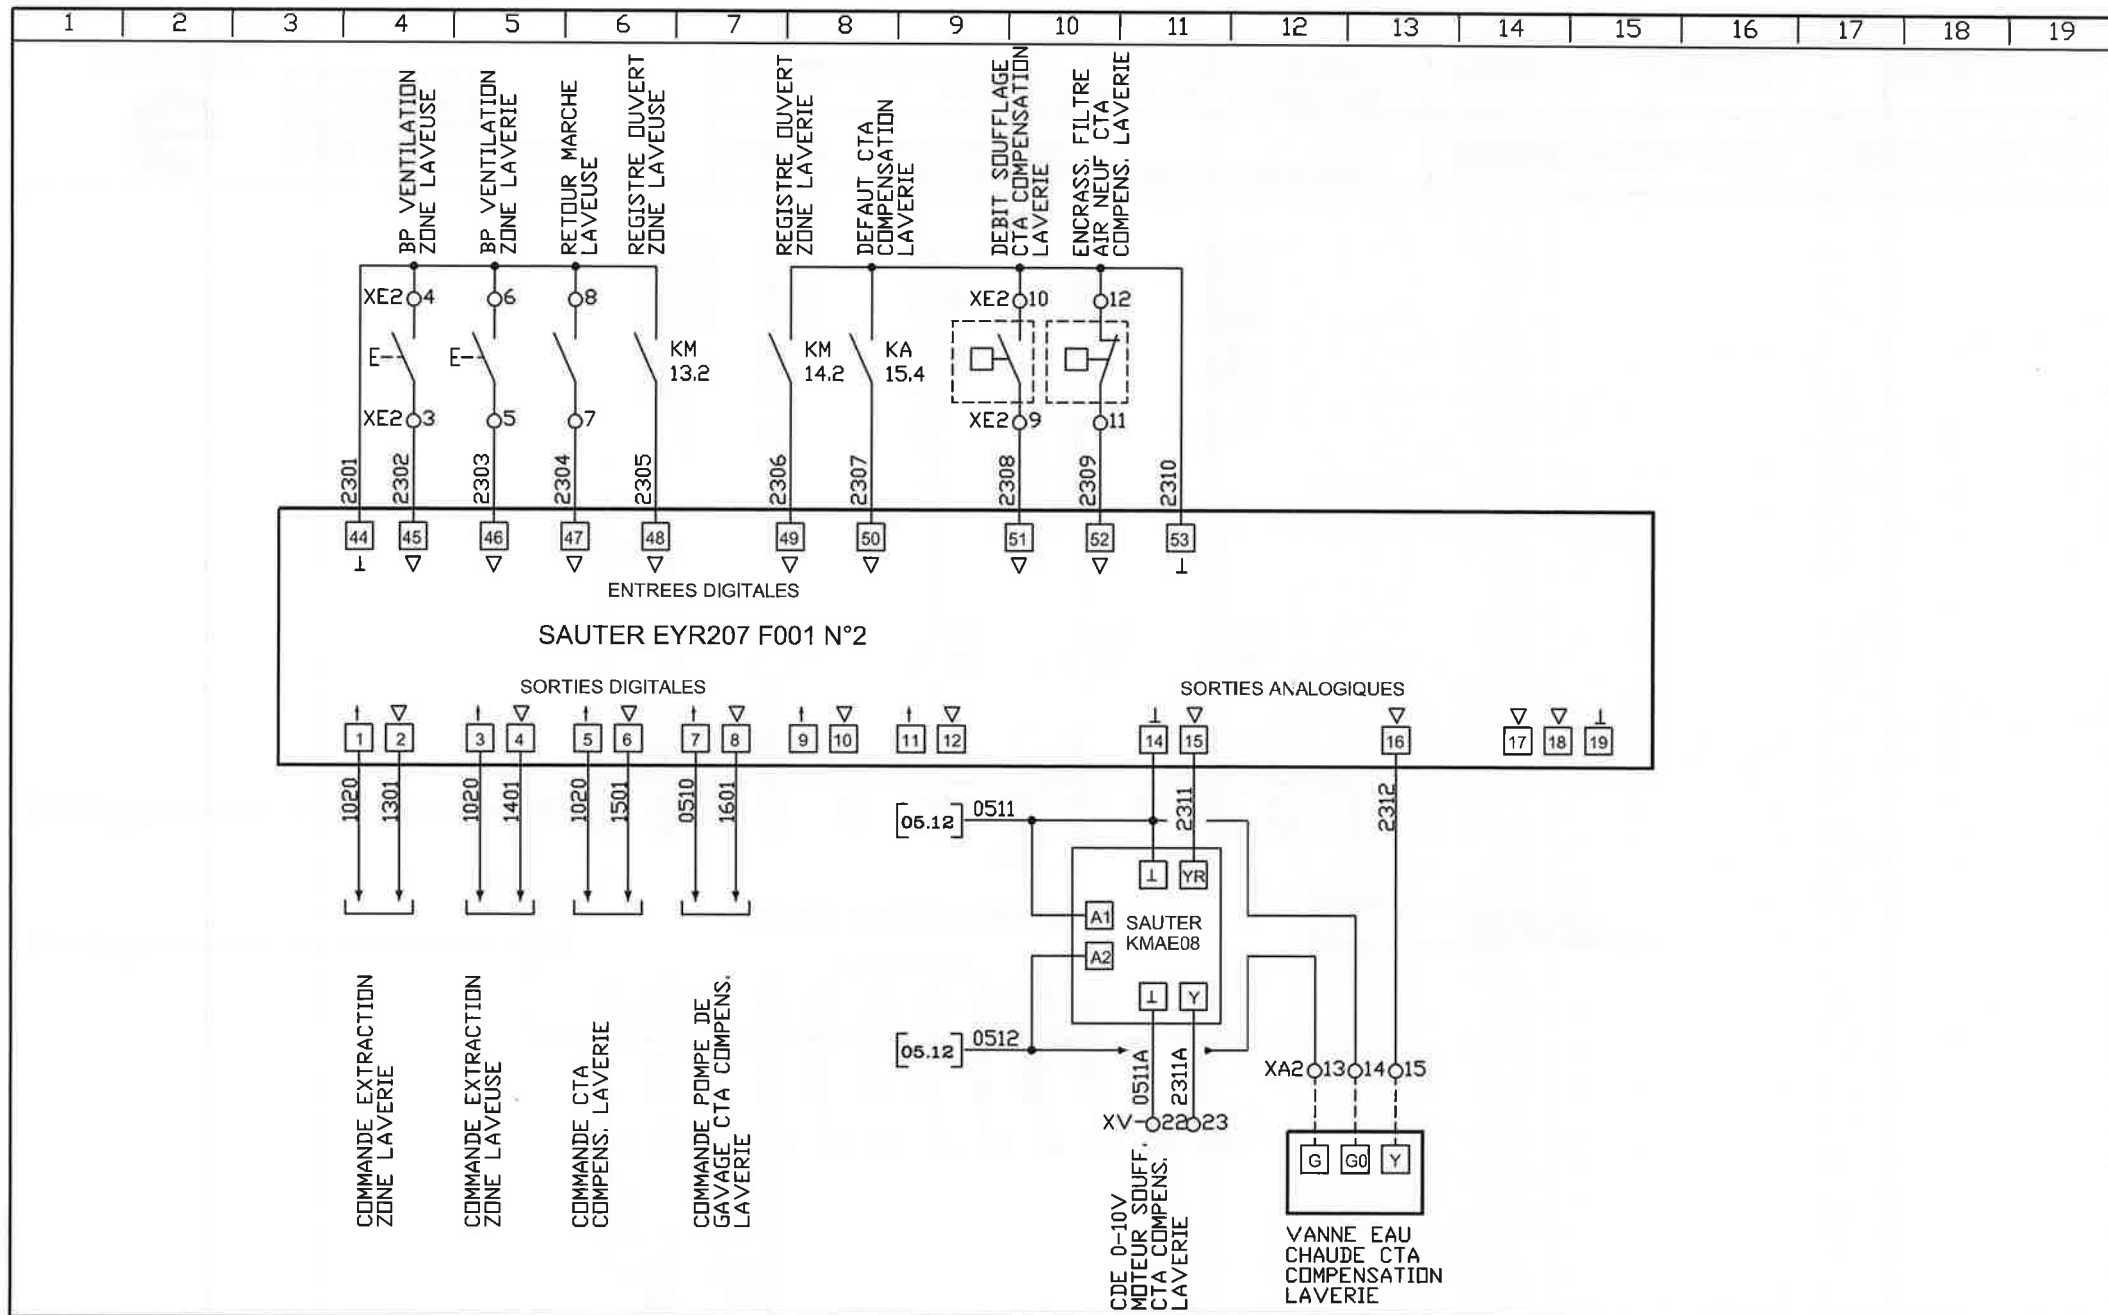 1 2 3 4 5 6 7 8 9 10 11 12 13 14 15 16 17 18 19
BP VENTILATION
ZONE LAVEUSE
BP VENTILATION
ZONE LAVERIE
RETOUR MARCHE
LAVEUSE
REGISTRE OUVERT
ZONE LAVEUSE
REGISTRE OUVERT
ZONE LAVERIE
DEFAUT CTA
COMPENSATION
LAVERIE
DEBIT SOUFFLAGE
CTA COMPENSATION
LAVERIE
ENCRASS. FILTRE
AIR NEUF CTA
COMPENS. LAVERIE
XE2 4 6 8 XE2 10 12
E E
KM
13.2
KM
14.2
KA
15.4
XE2 3 5 7 XE2 9 11
2301 2302 2303 2304 2305 2306 2307 2308 2309 2310
44 45 46 47 48 49 50 51 52 53
ENTREES DIGITALES
SAUTER EYR207 F001 N°2
SORTIES DIGITALES
SORTIES ANALOGIQUES
1 2 3 4 5 6 7 8 9 10 11 12 14 15 16 17 18 19
1020 1301 1020 1401 1020 1501 0510 1601
05.12 0511
2311
2312
YR
A1
SAUTER
KMAE08
A2
Y
05.12 0512
0511A 2311A
XV 22 23
XA2 13 14 15
G G0 Y
COMMANDE EXTRACTION
ZONE LAVERIE
COMMANDE EXTRACTION
ZONE LAVEUSE
COMMANDE CTA
COMPENS. LAVERIE
COMMANDE POMPE DE
GAVAGE CTA COMPENS.
LAVERIE
CDE 0-10V
MOTEUR SOUFF.
CTA COMPENS.
LAVERIE
VANNE EAU
CHAUDE CTA
COMPENSATION
LAVERIE